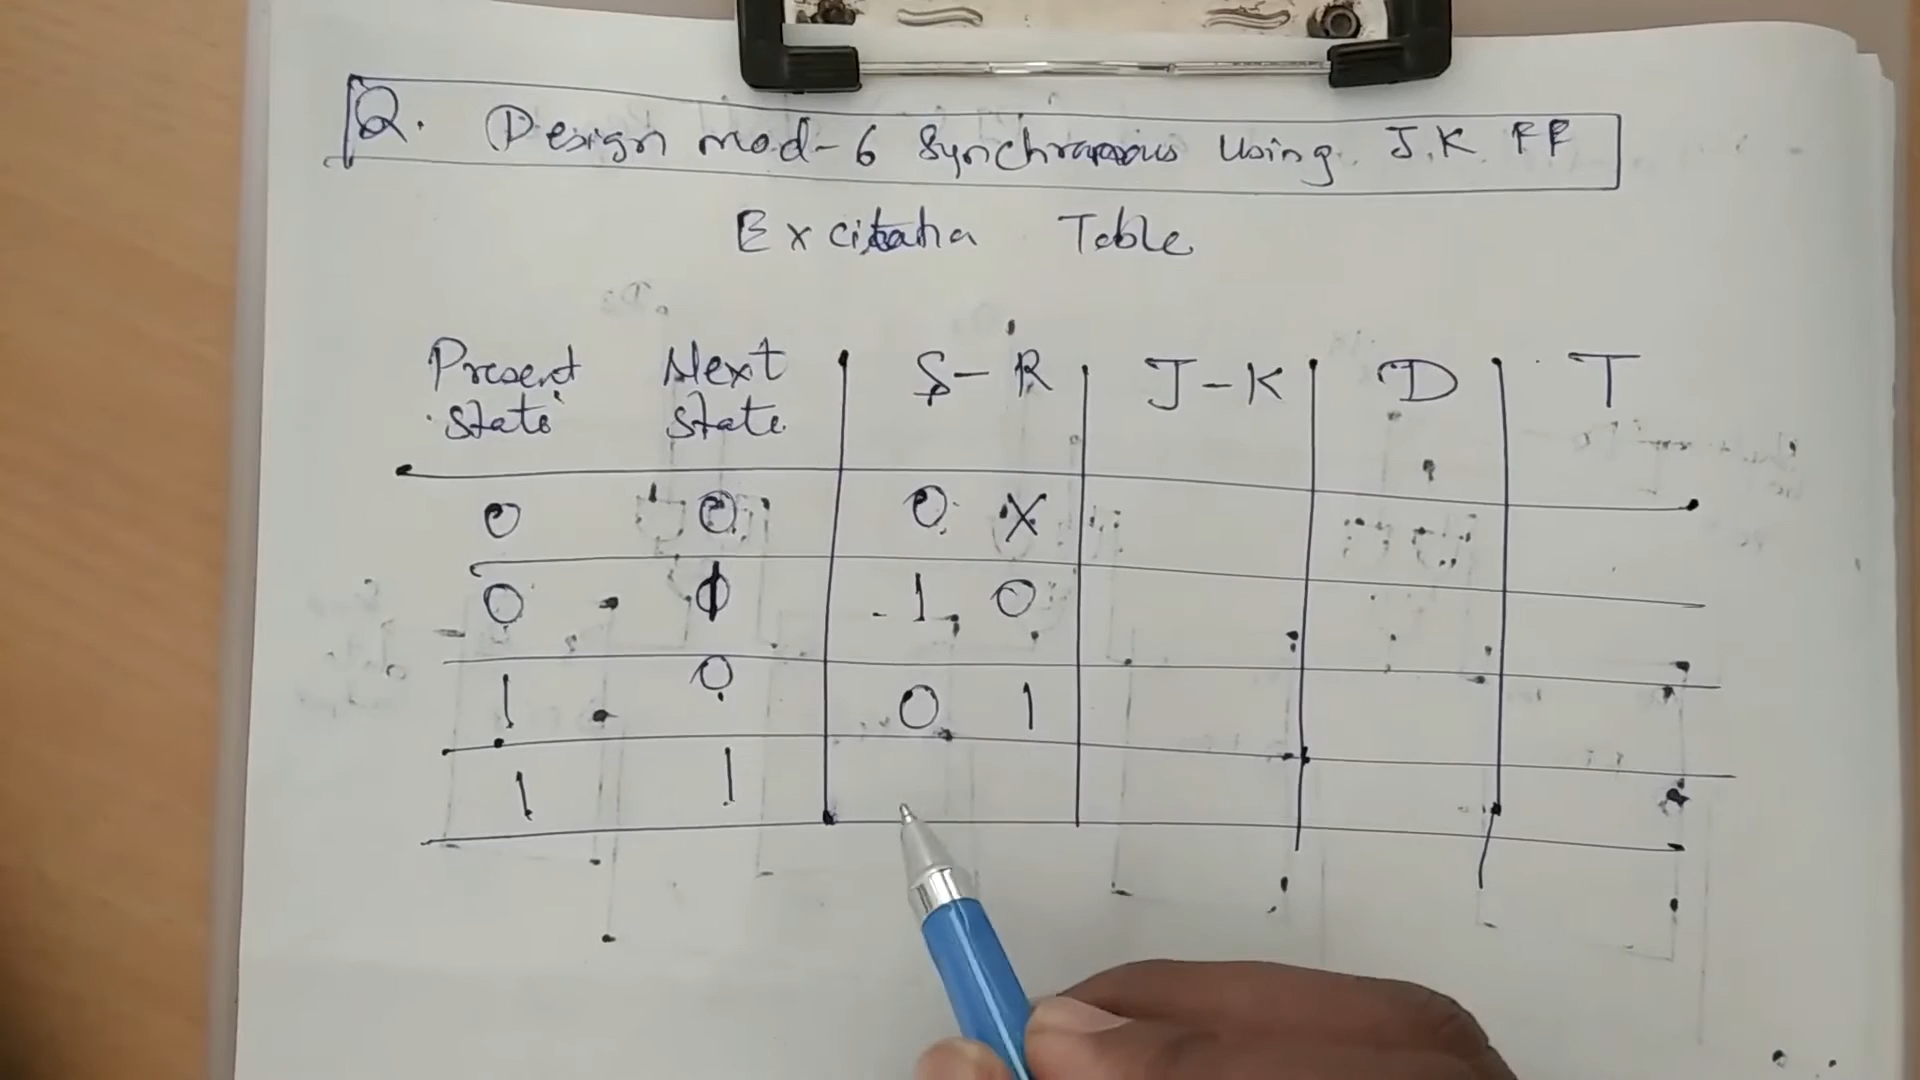 Q. Design mod-6 Synchronous Using J.K FF
Excitation Table
Present state Next state S-R J-K D T
0 0 0 X
0 1 1 0
1 0 0 1
1 1